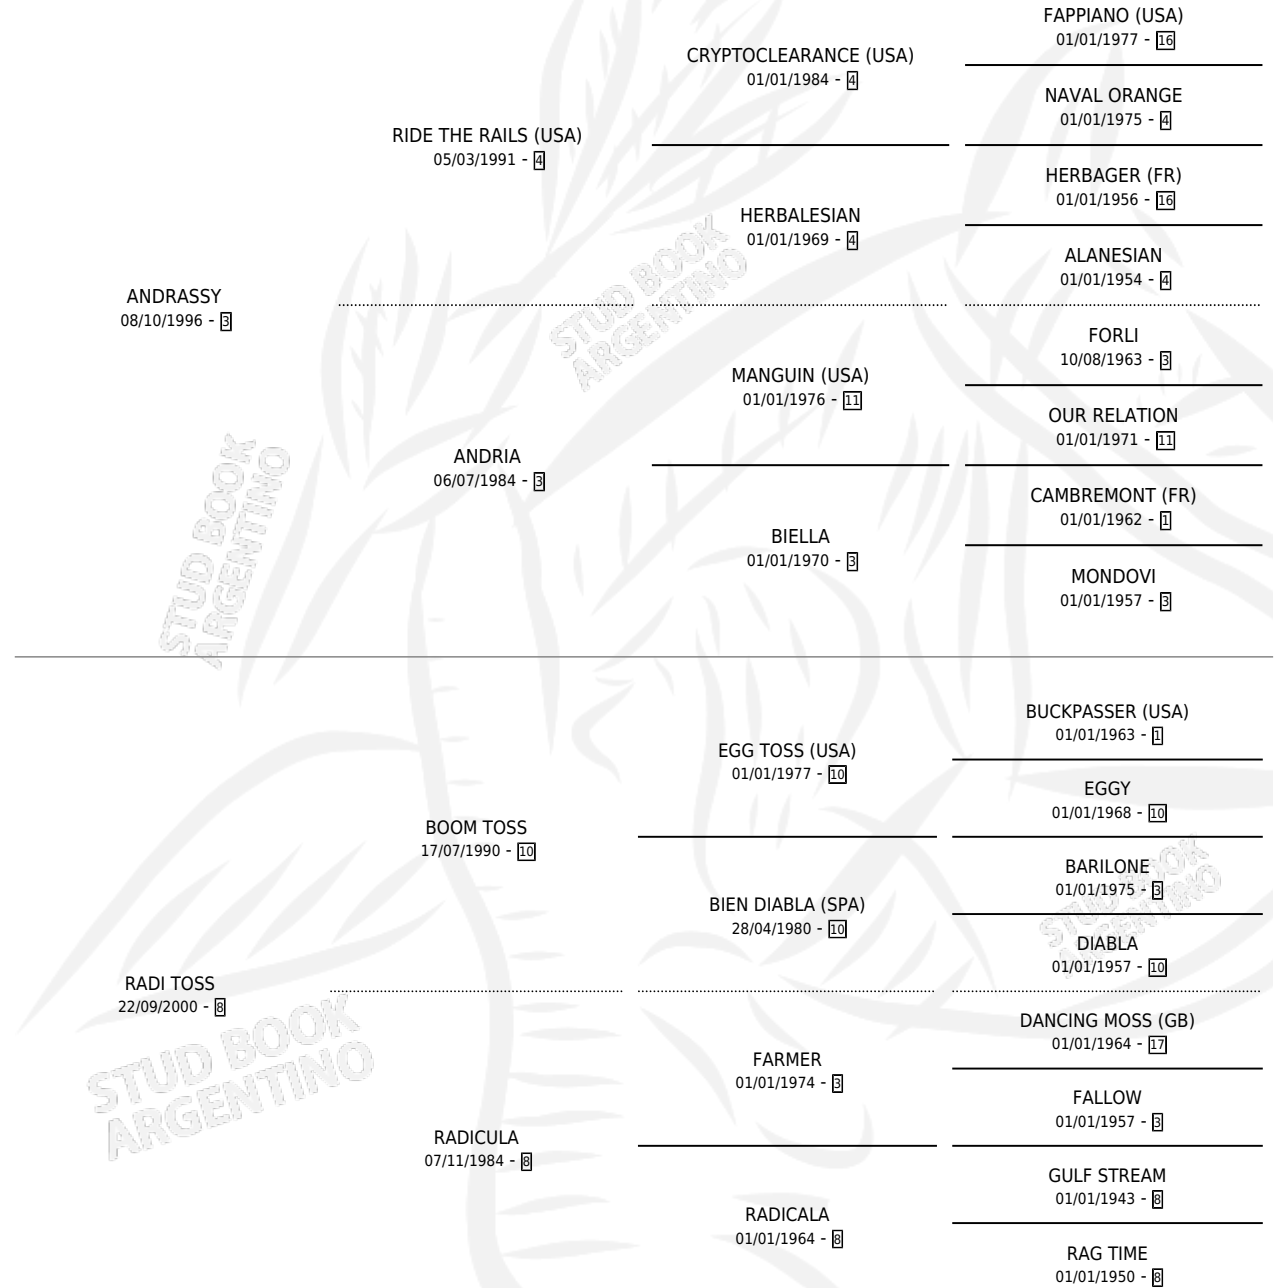 FAPPIANO (USA)
01/01/1977 - 16
CRYPTOCLEARANCE (USA)
01/01/1984 - 4
NAVAL ORANGE
01/01/1975 - 4
RIDE THE RAILS (USA)
05/03/1991 - 4
HERBAGER (FR)
01/01/1956 - 16
HERBALESIAN
01/01/1969 - 4
ALANESIAN
01/01/1954 - 4
ANDRASSY
08/10/1996 - 3
FORLI
10/08/1963 - 3
MANGUIN (USA)
01/01/1976 - 11
OUR RELATION
01/01/1971 - 11
ANDRIA
06/07/1984 - 3
CAMBREMONT (FR)
01/01/1962 - 1
BIELLA
01/01/1970 - 3
MONDOVI
01/01/1957 - 3
STUD BOOK
ARGENTINO
STUD BOOK
ARGENTINO
BUCKPASSER (USA)
01/01/1963 - 1
EGG TOSS (USA)
01/01/1977 - 10
EGGY
01/01/1968 - 10
BOOM TOSS
17/07/1990 - 10
BARILONE
01/01/1975 - 3
BIEN DIABLA (SPA)
28/04/1980 - 10
DIABLA
01/01/1957 - 10
RADI TOSS
22/09/2000 - 8
DANCING MOSS (GB)
01/01/1964 - 17
FARMER
01/01/1974 - 3
FALLOW
01/01/1957 - 3
RADICULA
07/11/1984 - 8
GULF STREAM
01/01/1943 - 8
RADICALA
01/01/1964 - 8
RAG TIME
01/01/1950 - 8
STUD BOOK
ARGENTINO
STUD BOOK
ARGENTINO